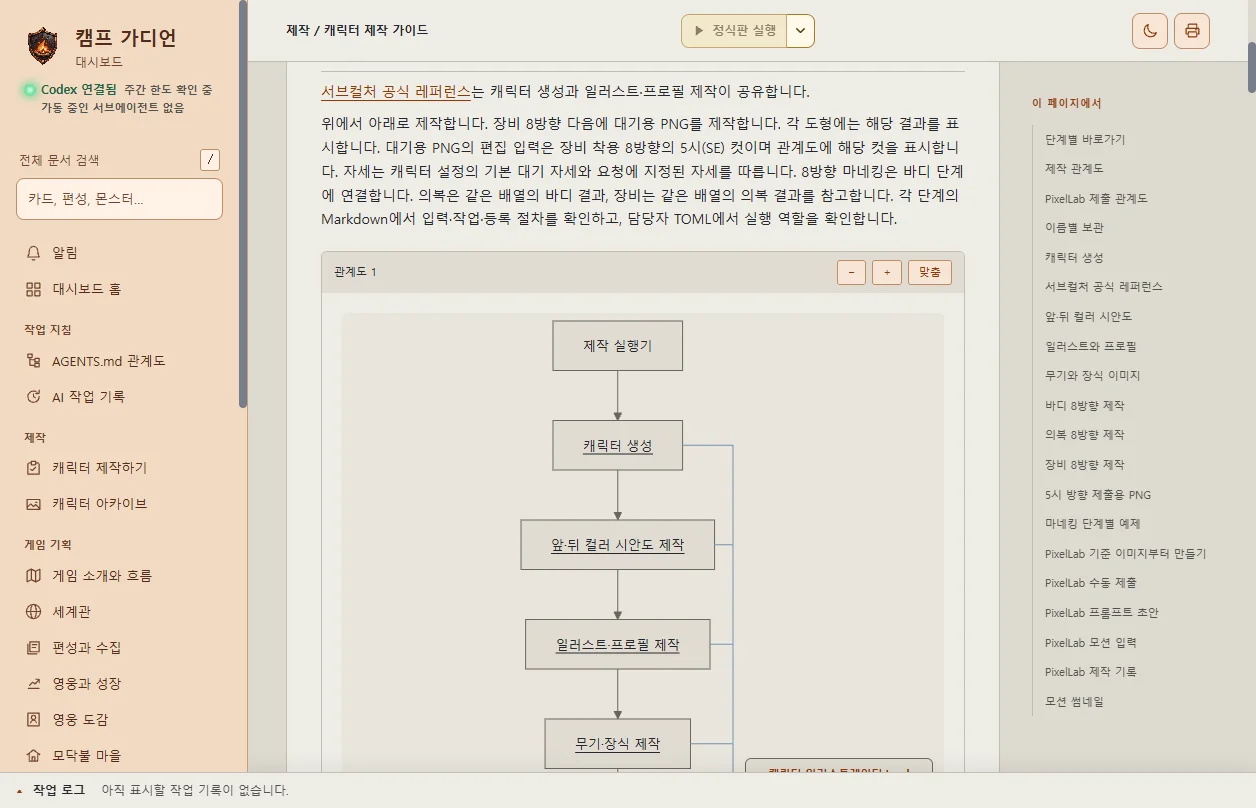 캠프 가디언
대시보드
Codex 연결됨 주간 한도 확인 중
가동 중인 서브에이전트 없음
전체 문서 검색 /
카드, 편성, 몬스터...
알림
대시보드 홈
작업 지침
AGENTS.md 관계도
AI 작업 기록
제작
캐릭터 제작하기
캐릭터 아카이브
게임 기획
게임 소개와 흐름
세계관
편성과 수집
영웅과 성장
영웅 도감
모닥불 마을
제작 / 캐릭터 제작 가이드
정식판 실행
서브컬처 공식 레퍼런스는 캐릭터 생성과 일러스트·프로필 제작이 공유합니다.
위에서 아래로 제작합니다. 장비 8방향 다음에 대기용 PNG를 제작합니다. 각 도형에는 해당 결과를 표
시합니다. 대기용 PNG의 편집 입력은 장비 착용 8방향의 5시(SE) 컷이며 관계도에 해당 컷을 표시합니
다. 자세는 캐릭터 설정의 기본 대기 자세와 요청에 지정된 자세를 따릅니다. 8방향 마네킹은 바디 단계
에 연결합니다. 의복은 같은 배열의 바디 결과, 장비는 같은 배열의 의복 결과를 참고합니다. 각 단계의
Markdown에서 입력·작업·등록 절차를 확인하고, 담당자 TOML에서 실행 역할을 확인합니다.
관계도 1
− + 맞춤
제작 실행기
캐릭터 생성
앞·뒤 컬러 시안도 제작
일러스트·프로필 제작
무기·장식 제작
이 페이지에서
단계별 바로가기
제작 관계도
PixelLab 제출 관계도
이름별 보관
캐릭터 생성
서브컬처 공식 레퍼런스
앞·뒤 컬러 시안도
일러스트와 프로필
무기와 장식 이미지
바디 8방향 제작
의복 8방향 제작
장비 8방향 제작
5시 방향 제출용 PNG
마네킹 단계별 예제
PixelLab 기준 이미지부터 만들기
PixelLab 수동 제출
PixelLab 프롬프트 초안
PixelLab 모션 입력
PixelLab 제작 기록
모션 썸네일
작업 로그 아직 표시할 작업 기록이 없습니다.